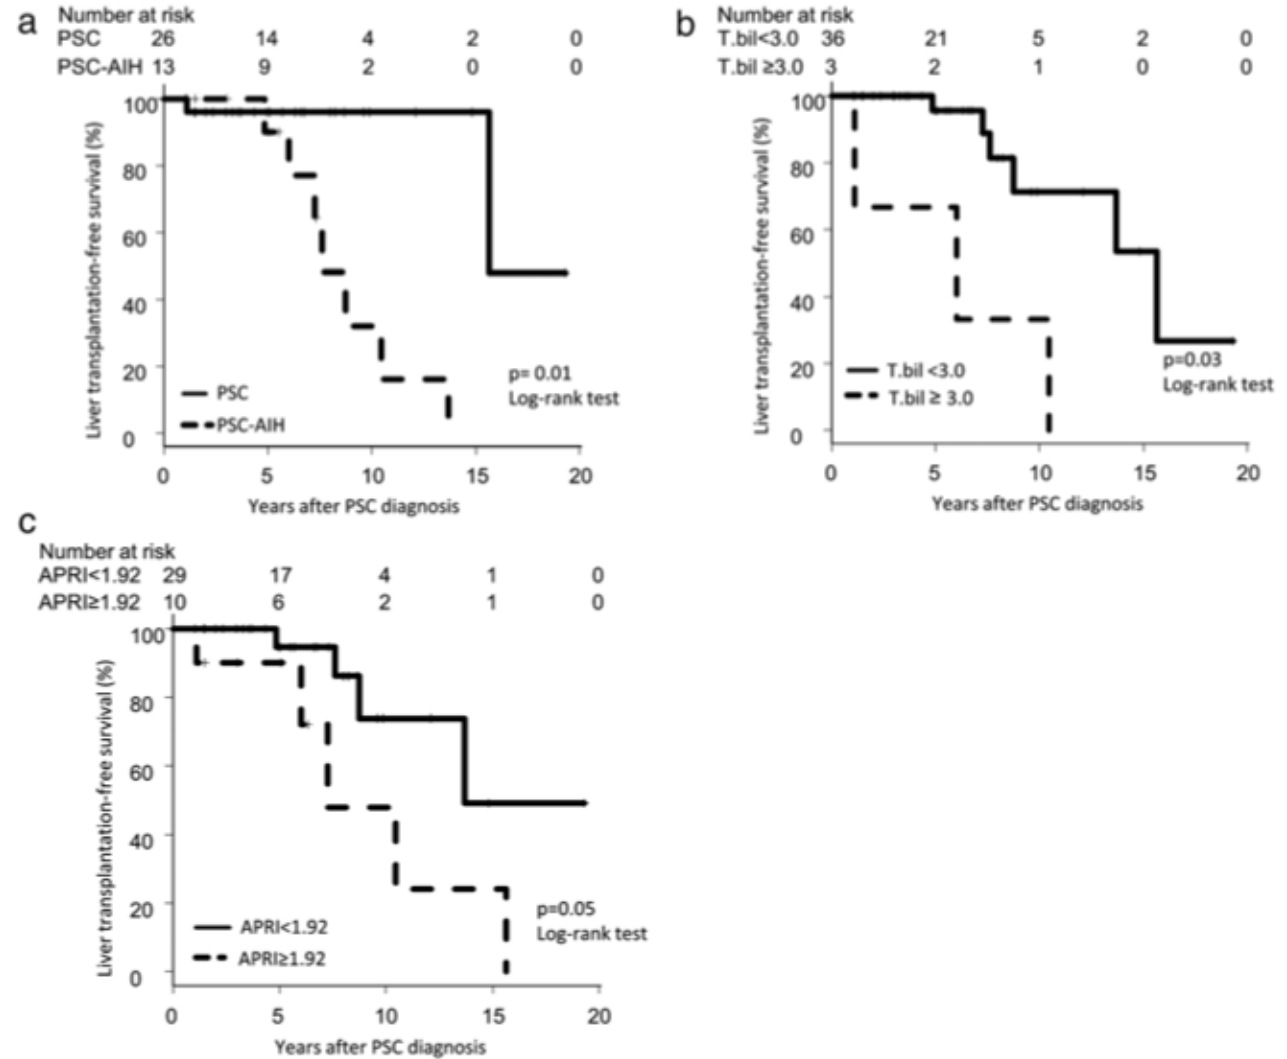 a
Number at risk
PSC 26 14 4 2 0
PSC-AIH 13 9 2 0 0
Liver transplantation-free survival (%)
100
80
60
40
20
0
PSC
PSC-AIH
p= 0.01
Log-rank test
0 5 10 15 20
Years after PSC diagnosis
b
Number at risk
T.bil<3.0 36 21 5 2 0
T.bil ≥3.0 3 2 1 0 0
Liver transplantation-free survival (%)
100
80
60
40
20
0
T.bil <3.0
T.bil ≥ 3.0
p=0.03
Log-rank test
0 5 10 15 20
Years after PSC diagnosis
c
Number at risk
APRI<1.92 29 17 4 1 0
APRI≥1.92 10 6 2 1 0
Liver transplantation-free survival (%)
100
80
60
40
20
0
APRI<1.92
APRI≥1.92
p=0.05
Log-rank test
0 5 10 15 20
Years after PSC diagnosis